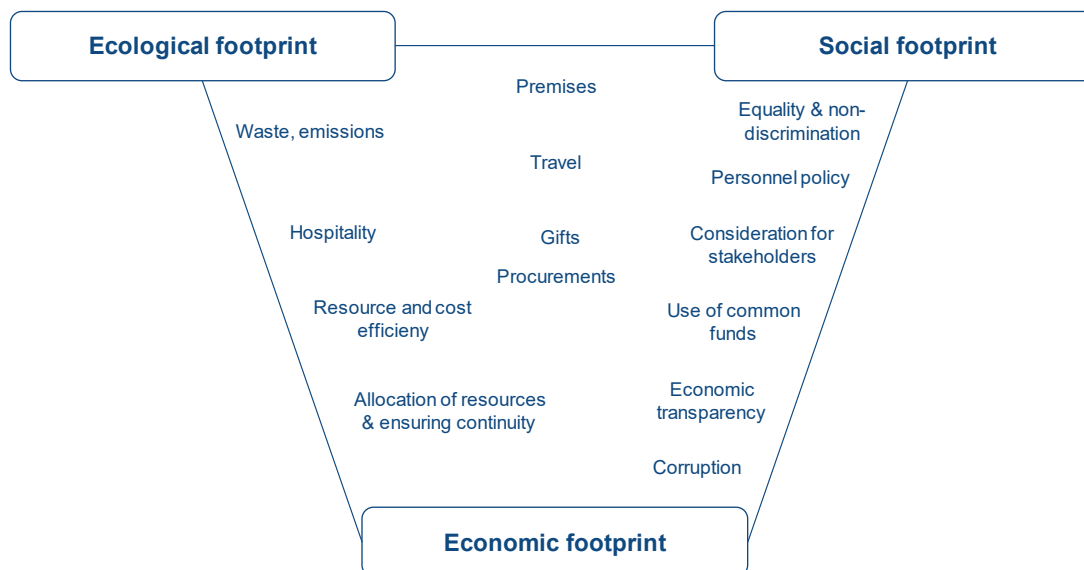 Ecological footprint
Social footprint
Premises
Equality & non-
discrimination
Waste, emissions
Travel
Personnel policy
Hospitality
Gifts
Consideration for
stakeholders
Procurements
Resource and cost
efficieny
Use of common
funds
Allocation of resources
& ensuring continuity
Economic
transparency
Corruption
Economic footprint